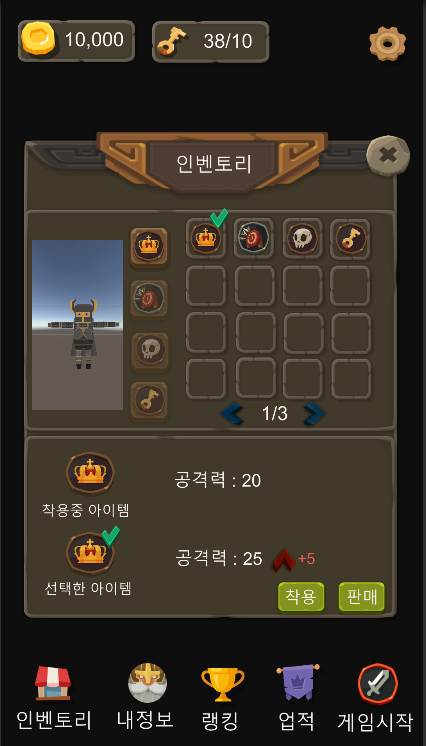 10,000
38/10
인벤토리
1/3
공격력 : 20
착용중 아이템
공격력 : 25
+5
선택한 아이템
착용
판매
인벤토리
내정보
랭킹
업적
게임시작